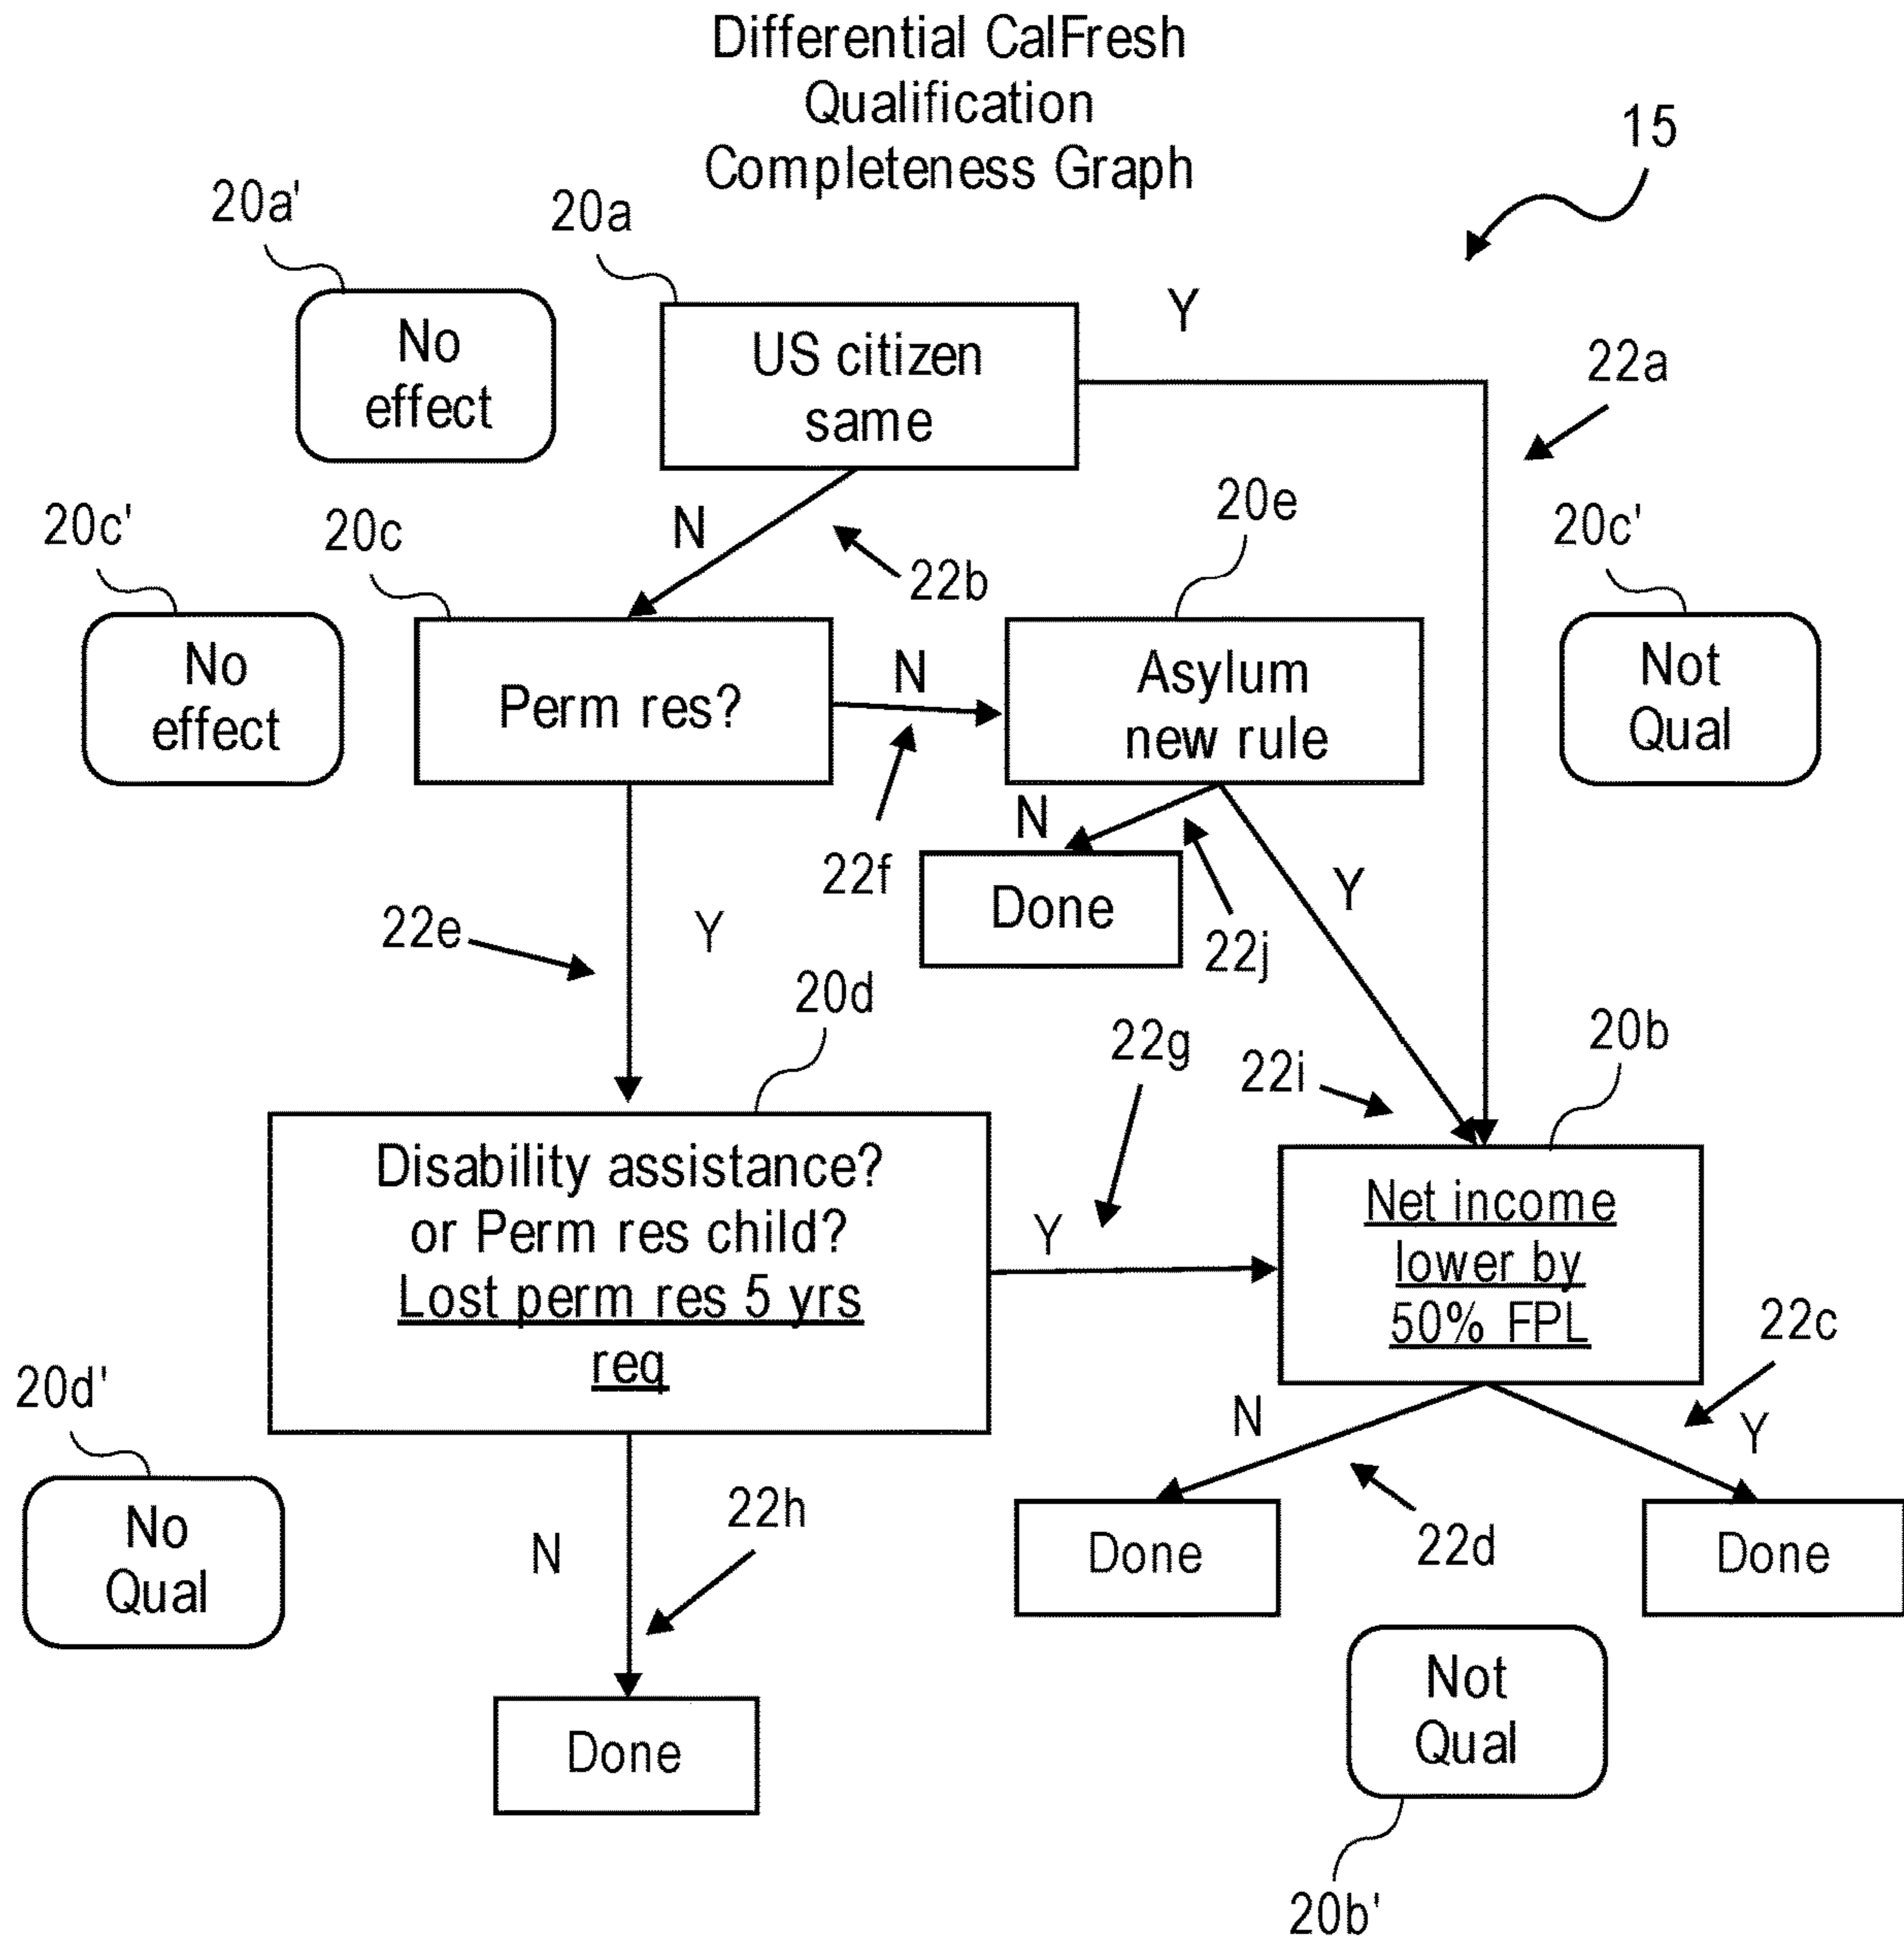 Differential CalFresh
Qualification
Completeness Graph
15
20a'
20a
No
effect
US citizen
same
Y
22a
20c'
20c
N
22b
20e
20c'
No
effect
Perm res?
N
Asylum
new rule
Not
Qual
22f
N
Done
22j
Y
22e
Y
20d
22g
22i
20b
Disability assistance?
or Perm res child?
Lost perm res 5 yrs
req
Y
Net income
lower by
50% FPL
22c
20d'
N
Y
No
Qual
N
22h
Done
22d
Done
Not
Qual
Done
20b'